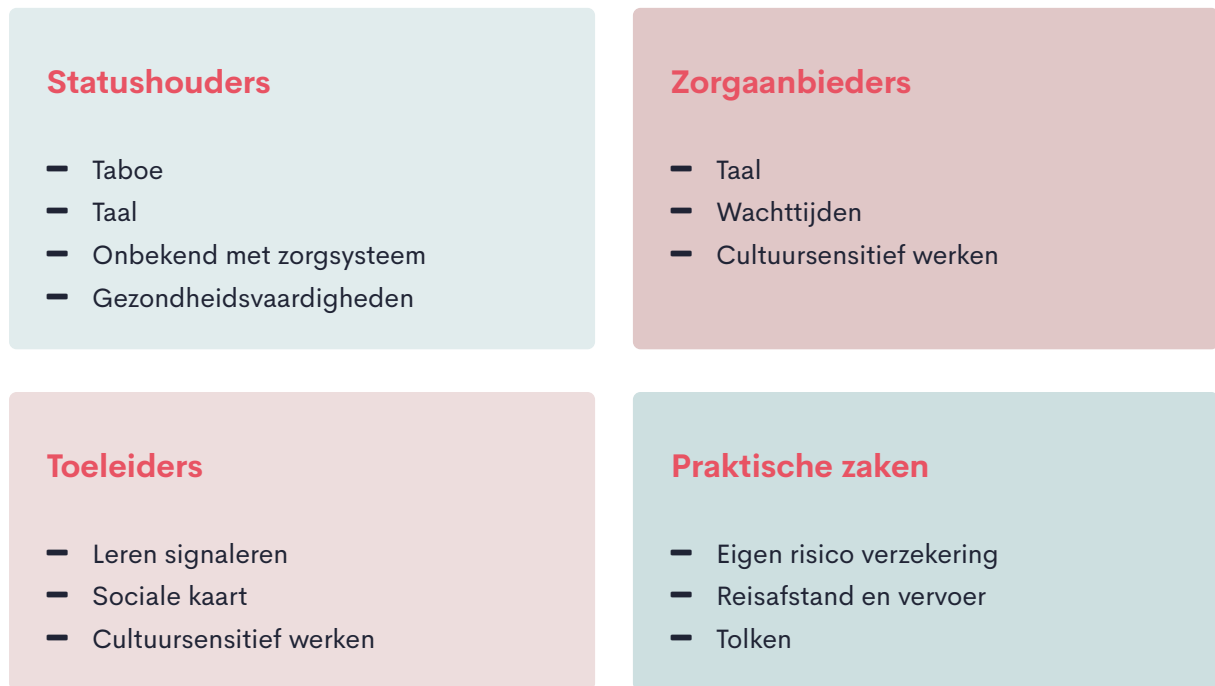 Statushouders
– Taboe
– Taal
– Onbekend met zorgsysteem
– Gezondheidsvaardigheden
Zorgaanbieders
– Taal
– Wachttijden
– Cultuursensitief werken
Toeleiders
– Leren signaleren
– Sociale kaart
– Cultuursensitief werken
Praktische zaken
– Eigen risico verzekering
– Reisafstand en vervoer
– Tolken